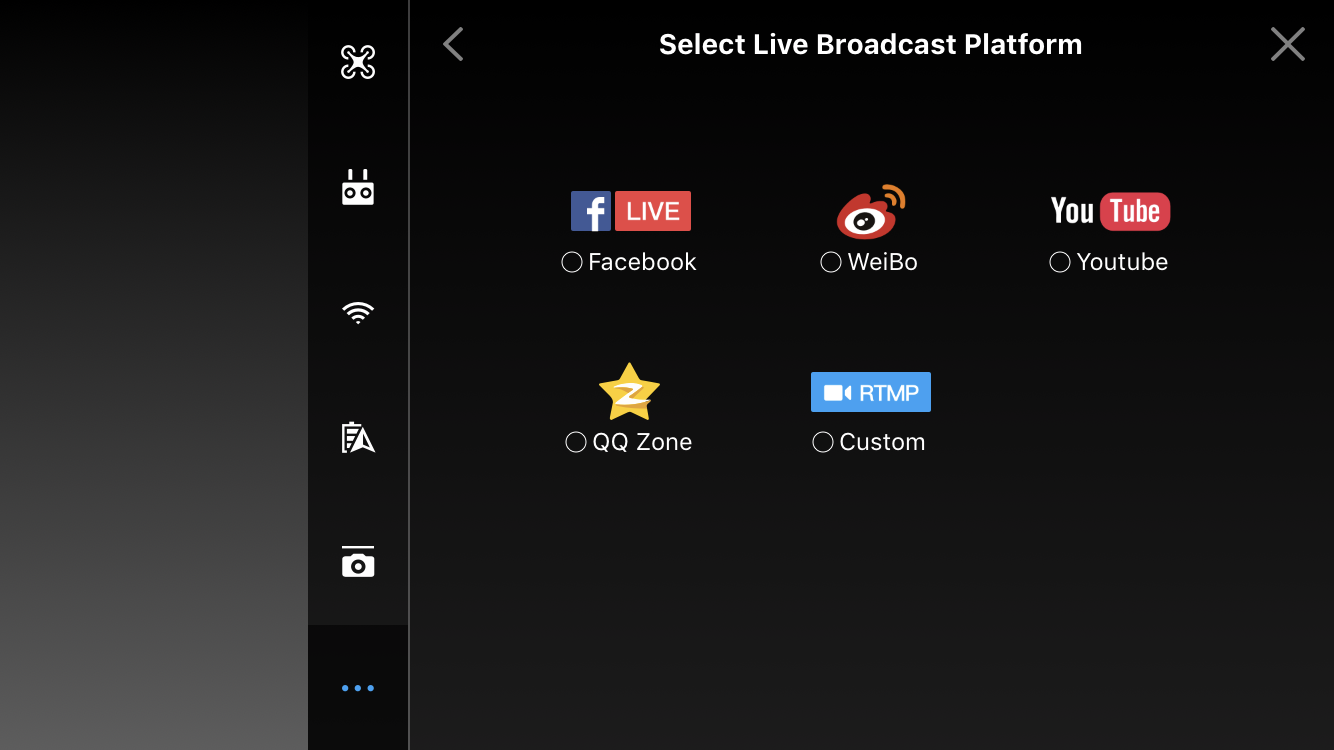 Select Live Broadcast Platform
f LIVE
You Tube
Facebook
WeiBo
Youtube
RTMP
QQ Zone
Custom